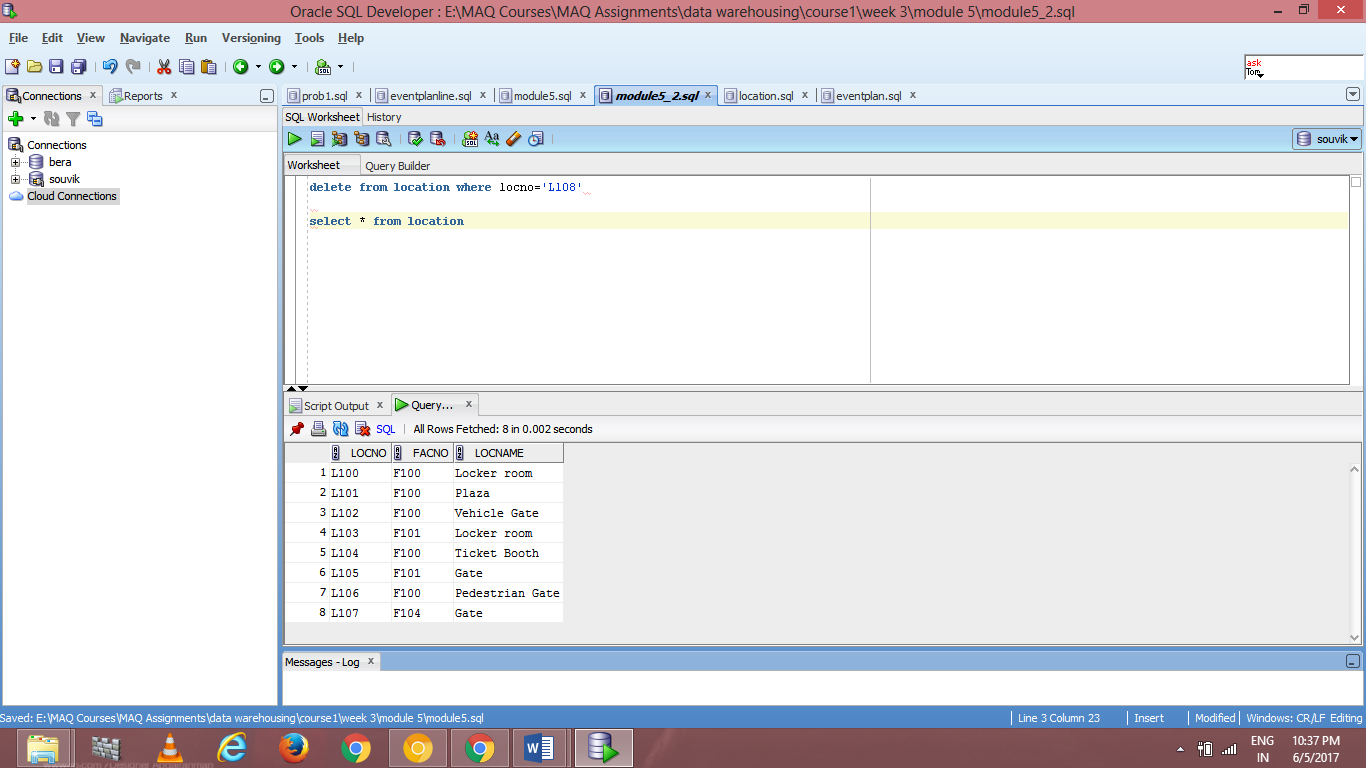 Oracle SQL Developer : E:\MAQ Courses\MAQ Assignments\data warehousing\course1\week 3\module 5\module5_2.sql
File Edit View Navigate Run Versioning Tools Help
ask
Tom
Connections Reports
prob1.sql eventplanline.sql module5.sql module5_2.sql location.sql eventplan.sql
SQL Worksheet History
souvik
Connections
bera
souvik
Cloud Connections
Worksheet Query Builder
delete from location where locno='L108'
select * from location
Script Output Query...
SQL All Rows Fetched: 8 in 0.002 seconds
LOCNO FACNO LOCNAME
1 L100 F100 Locker room
2 L101 F100 Plaza
3 L102 F100 Vehicle Gate
4 L103 F101 Locker room
5 L104 F100 Ticket Booth
6 L105 F101 Gate
7 L106 F100 Pedestrian Gate
8 L107 F104 Gate
Messages - Log
Saved: E:\MAQ Courses\MAQ Assignments\data warehousing\course1\week 3\module 5\module5.sql
Line 3 Column 23 Insert Modified Windows: CR/LF Editing
ENG 10:37 PM
IN 6/5/2017